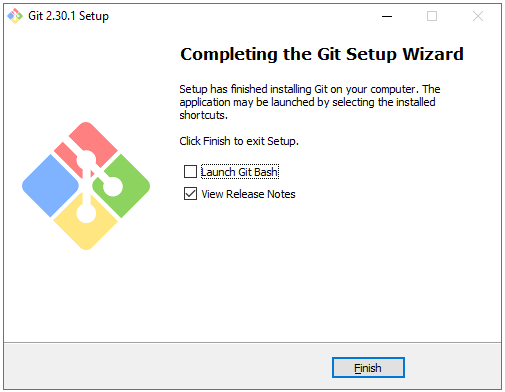 Git 2.30.1 Setup
Completing the Git Setup Wizard
Setup has finished installing Git on your computer. The
application may be launched by selecting the installed
shortcuts.
Click Finish to exit Setup.
Launch Git Bash
View Release Notes
Finish